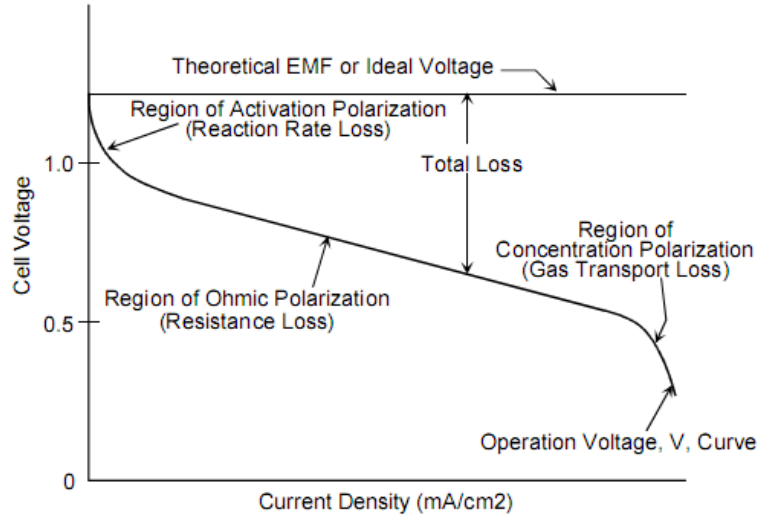 Theoretical EMF or Ideal Voltage
Region of Activation Polarization
(Reaction Rate Loss)
1.0
Total Loss
Region of
Concentration Polarization
(Gas Transport Loss)
Cell Voltage
Region of Ohmic Polarization
(Resistance Loss)
0.5
Operation Voltage, V, Curve
0
Current Density (mA/cm2)